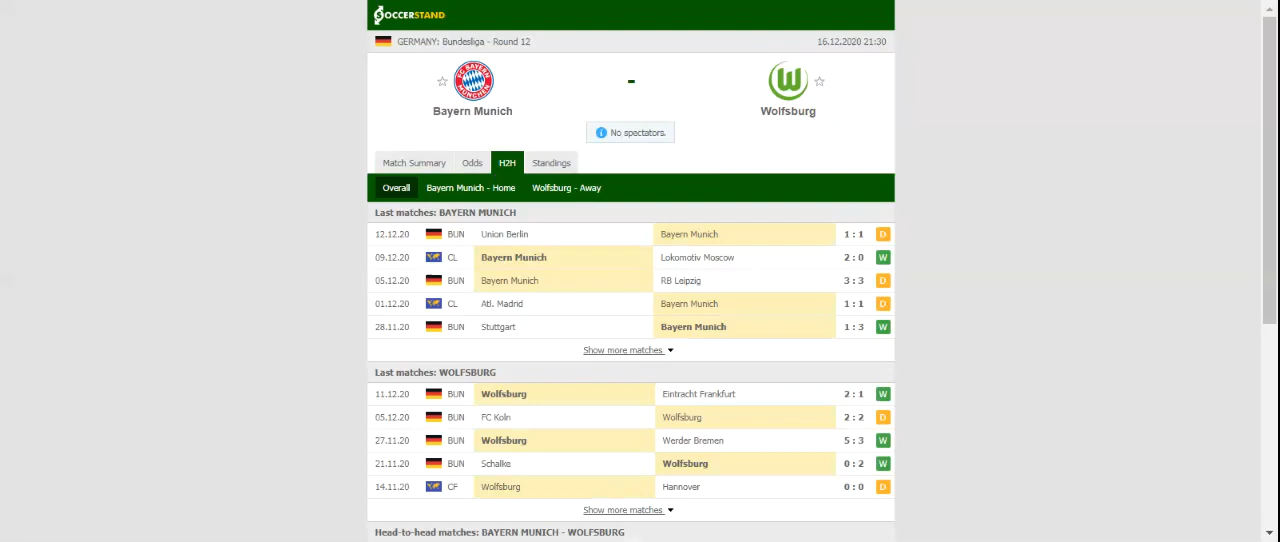 SOCCERSTAND
GERMANY: Bundesliga - Round 12 16.12.2020 21:30
-
Bayern Munich Wolfsburg
No spectators.
Match Summary Odds H2H Standings
Overall Bayern Munich - Home Wolfsburg - Away
Last matches: BAYERN MUNICH
12.12.20 BUN Union Berlin Bayern Munich 1 : 1 D
09.12.20 CL Bayern Munich Lokomotiv Moscow 2 : 0 W
05.12.20 BUN Bayern Munich RB Leipzig 3 : 3 D
01.12.20 CL Atl. Madrid Bayern Munich 1 : 1 D
28.11.20 BUN Stuttgart Bayern Munich 1 : 3 W
Show more matches
Last matches: WOLFSBURG
11.12.20 BUN Wolfsburg Eintracht Frankfurt 2 : 1 W
05.12.20 BUN FC Koln Wolfsburg 2 : 2 D
27.11.20 BUN Wolfsburg Werder Bremen 5 : 3 W
21.11.20 BUN Schalke Wolfsburg 0 : 2 W
14.11.20 CF Wolfsburg Hannover 0 : 0 D
Show more matches
Head-to-head matches: BAYERN MUNICH - WOLFSBURG